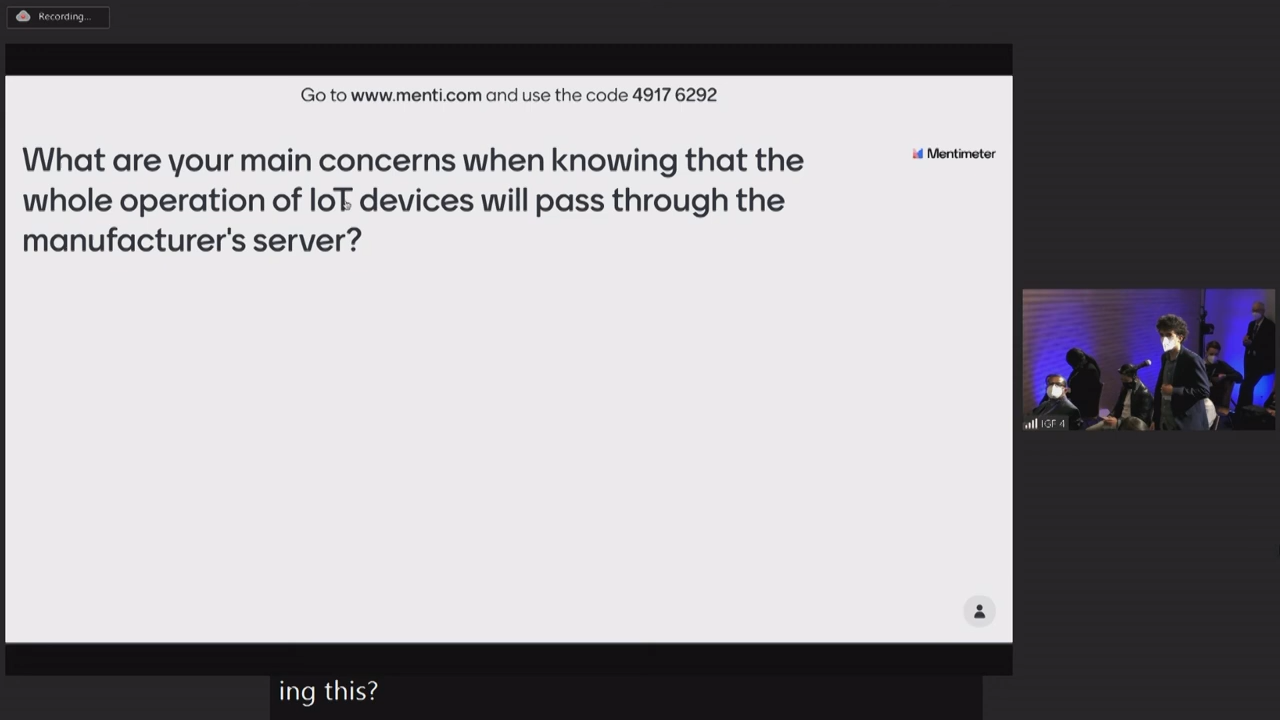 Recording...
Go to www.menti.com and use the code 4917 6292
What are your main concerns when knowing that the
whole operation of IoT devices will pass through the
manufacturer's server?
Mentimeter
IGF 4
ing this?